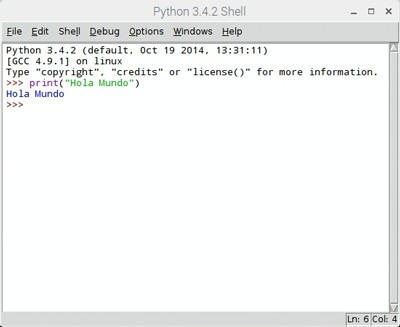 Python 3.4.2 Shell
File Edit Shell Debug Options Windows Help
Python 3.4.2 (default, Oct 19 2014, 13:31:11)
[GCC 4.9.1] on linux
Type "copyright", "credits" or "license()" for more information.
>>> print("Hola Mundo")
Hola Mundo
>>>
Ln: 6 Col: 4